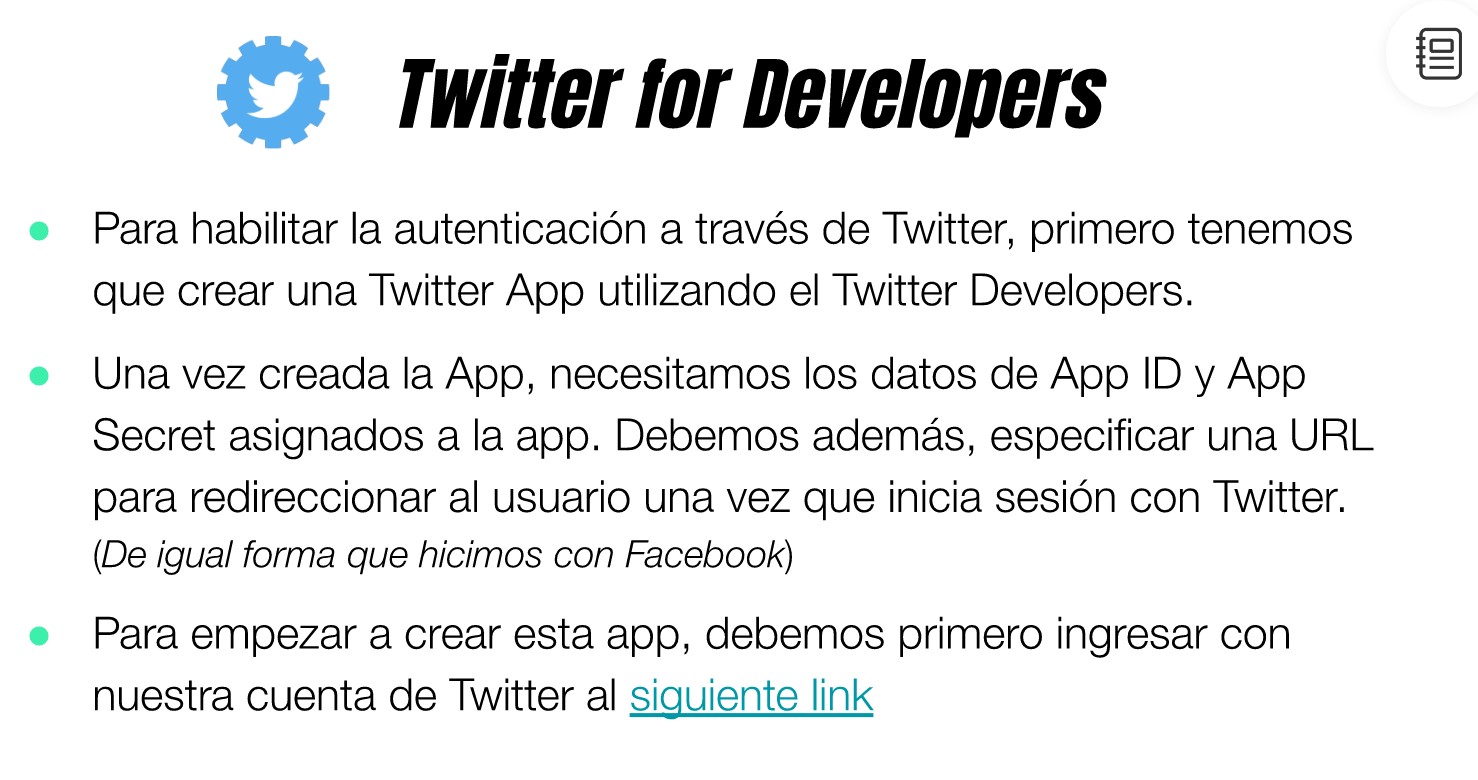 Twitter for Developers
Para habilitar la autenticación a través de Twitter, primero tenemos
que crear una Twitter App utilizando el Twitter Developers.
Una vez creada la App, necesitamos los datos de App ID y App
Secret asignados a la app. Debemos además, especificar una URL
para redireccionar al usuario una vez que inicia sesión con Twitter.
(De igual forma que hicimos con Facebook)
Para empezar a crear esta app, debemos primero ingresar con
nuestra cuenta de Twitter al siguiente link